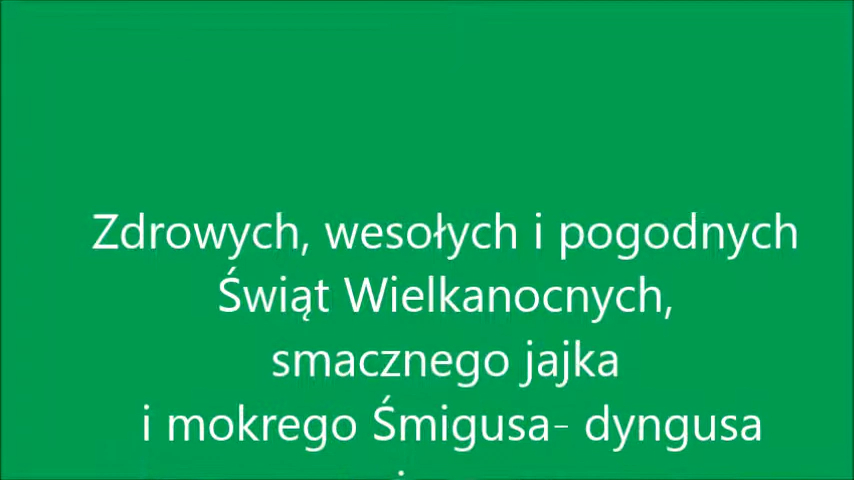 Zdrowych, wesołych i pogodnych
Świąt Wielkanocnych,
smacznego jajka
i mokrego Śmigusa- dyngusa